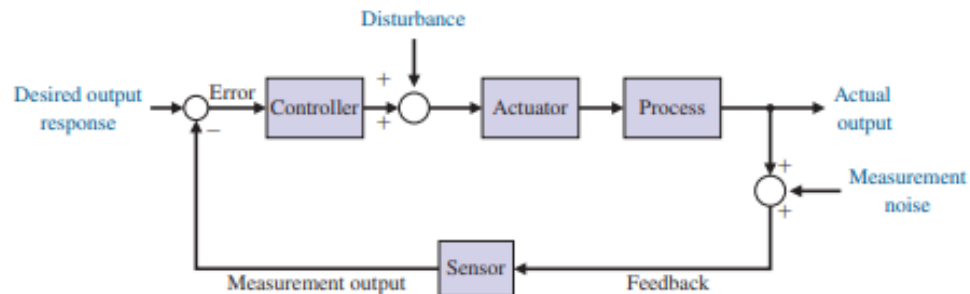 Disturbance
Desired output
response
Error
Controller
+
+
Actuator
Process
Actual
output
−
+
+
Measurement
noise
Sensor
Measurement output
Feedback